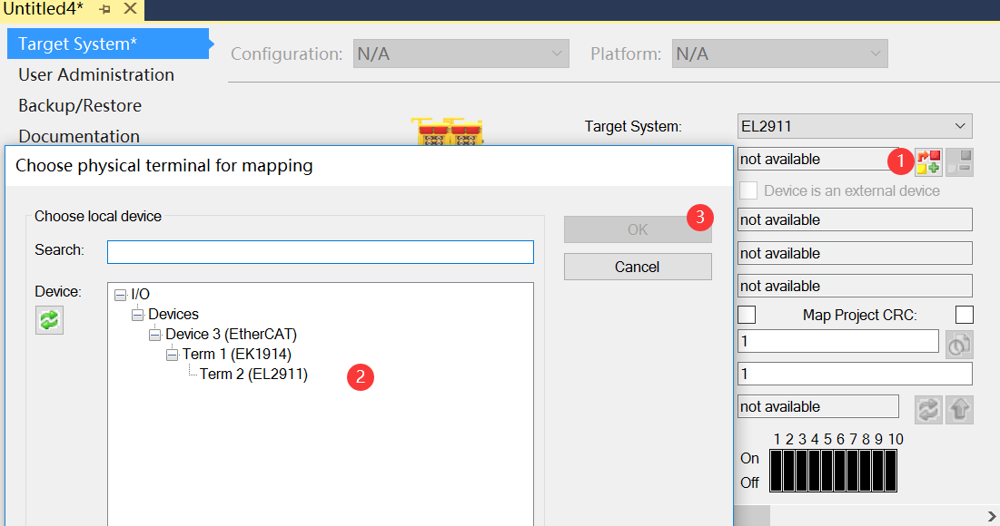 Untitled4*
Target System*
User Administration
Backup/Restore
Documentation
Configuration: N/A Platform: N/A
Target System: EL2911
not available 1
Device is an external device
not available
not available
not available
Map Project CRC:
1
1
not available
1 2 3 4 5 6 7 8 9 10
On
Off
Choose physical terminal for mapping
Choose local device
Search:
Device:
I/O
Devices
Device 3 (EtherCAT)
Term 1 (EK1914)
Term 2 (EL2911) 2
OK 3
Cancel